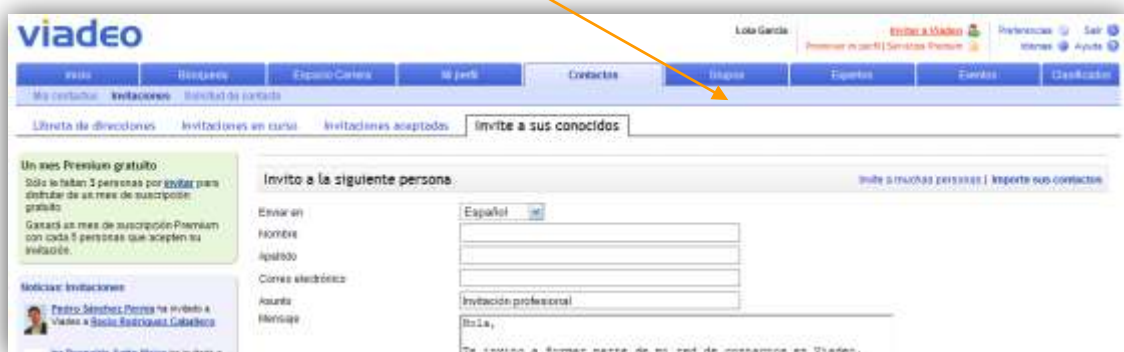 viadeo
Lola García
Invitar a Viadeo
Preferencias Salir
Promover mi perfil | Servicios Premium
Idiomas Ayuda
Inicio Búsqueda Espacio Carrera Mi perfil Contactos Grupos Expertos Eventos Clasificados
Mis contactos Invitaciones Solicitud de contacto
Libreta de direcciones Invitaciones en curso Invitaciones aceptadas Invite a sus conocidos
Un mes Premium gratuito
Sólo le faltan 5 personas por invitar para
disfrutar de un mes de suscripción
gratuito
Ganará un mes de suscripción Premium
con cada 5 personas que acepten su
invitación.
Noticias: Invitaciones
Pedro Sánchez Porros ha invitado a
Viadeo a Rocío Rodríguez Caballero
Invito a la siguiente persona
Invite a muchas personas | Importe sus contactos
Enviar en Español
Nombre
Apellido
Correo electrónico
Asunto Invitación profesional
Mensaje Hola,
Te invito a formar parte de mi red de contactos en Viadeo.